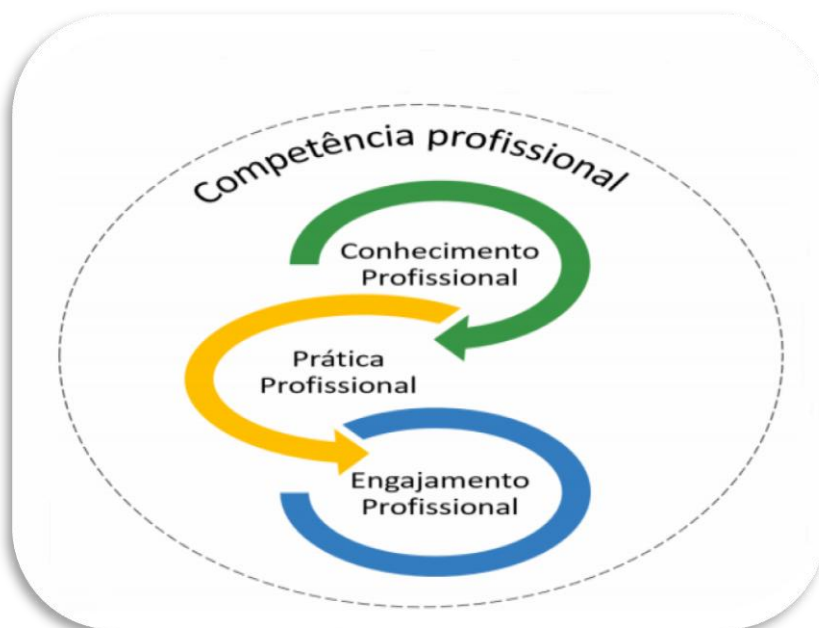 Competência profissional
Conhecimento
Profissional
Prática
Profissional
Engajamento
Profissional